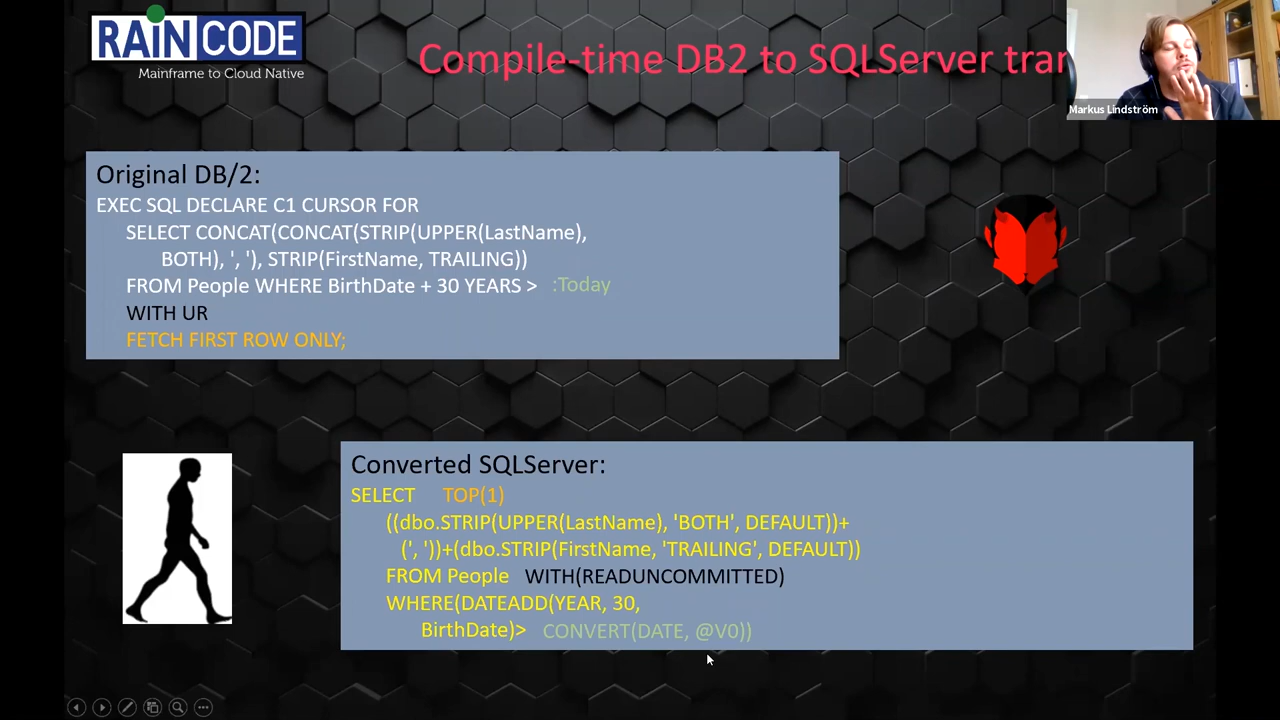 RAINCODE
Mainframe to Cloud Native
Compile-time DB2 to SQLServer tran
Markus Lindström
Original DB/2:
EXEC SQL DECLARE C1 CURSOR FOR
SELECT CONCAT(CONCAT(STRIP(UPPER(LastName),
BOTH), ', '), STRIP(FirstName, TRAILING))
FROM People WHERE BirthDate + 30 YEARS > :Today
WITH UR
FETCH FIRST ROW ONLY;
Converted SQLServer:
SELECT TOP(1)
((dbo.STRIP(UPPER(LastName), 'BOTH', DEFAULT))+
(', '))+(dbo.STRIP(FirstName, 'TRAILING', DEFAULT))
FROM People WITH(READUNCOMMITTED)
WHERE(DATEADD(YEAR, 30,
BirthDate)> CONVERT(DATE, @V0))